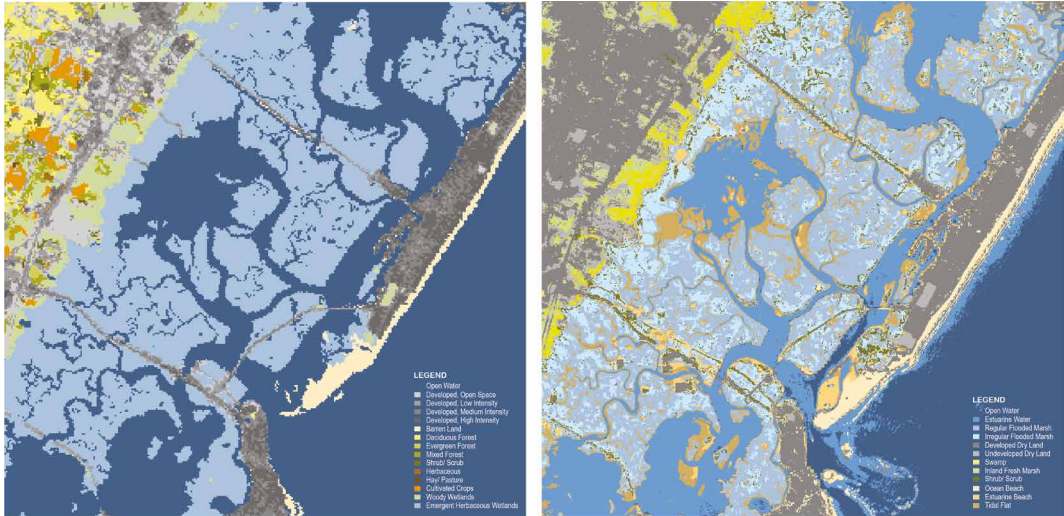 LEGEND
Open Water
Developed, Open Space
Developed, Low Intensity
Developed, Medium Intensity
Developed, High Intensity
Barren Land
Deciduous Forest
Evergreen Forest
Mixed Forest
Shrub/ Scrub
Herbaceous
Hay/ Pasture
Cultivated Crops
Woody Wetlands
Emergent Herbaceous Wetlands
LEGEND
Open Water
Estuarine Water
Regular Flooded Marsh
Irregular Flooded Marsh
Developed Dry Land
Undeveloped Dry Land
Swamp
Inland Fresh Marsh
Shrub/ Scrub
Ocean Beach
Estuarine Beach
Tidal Flat